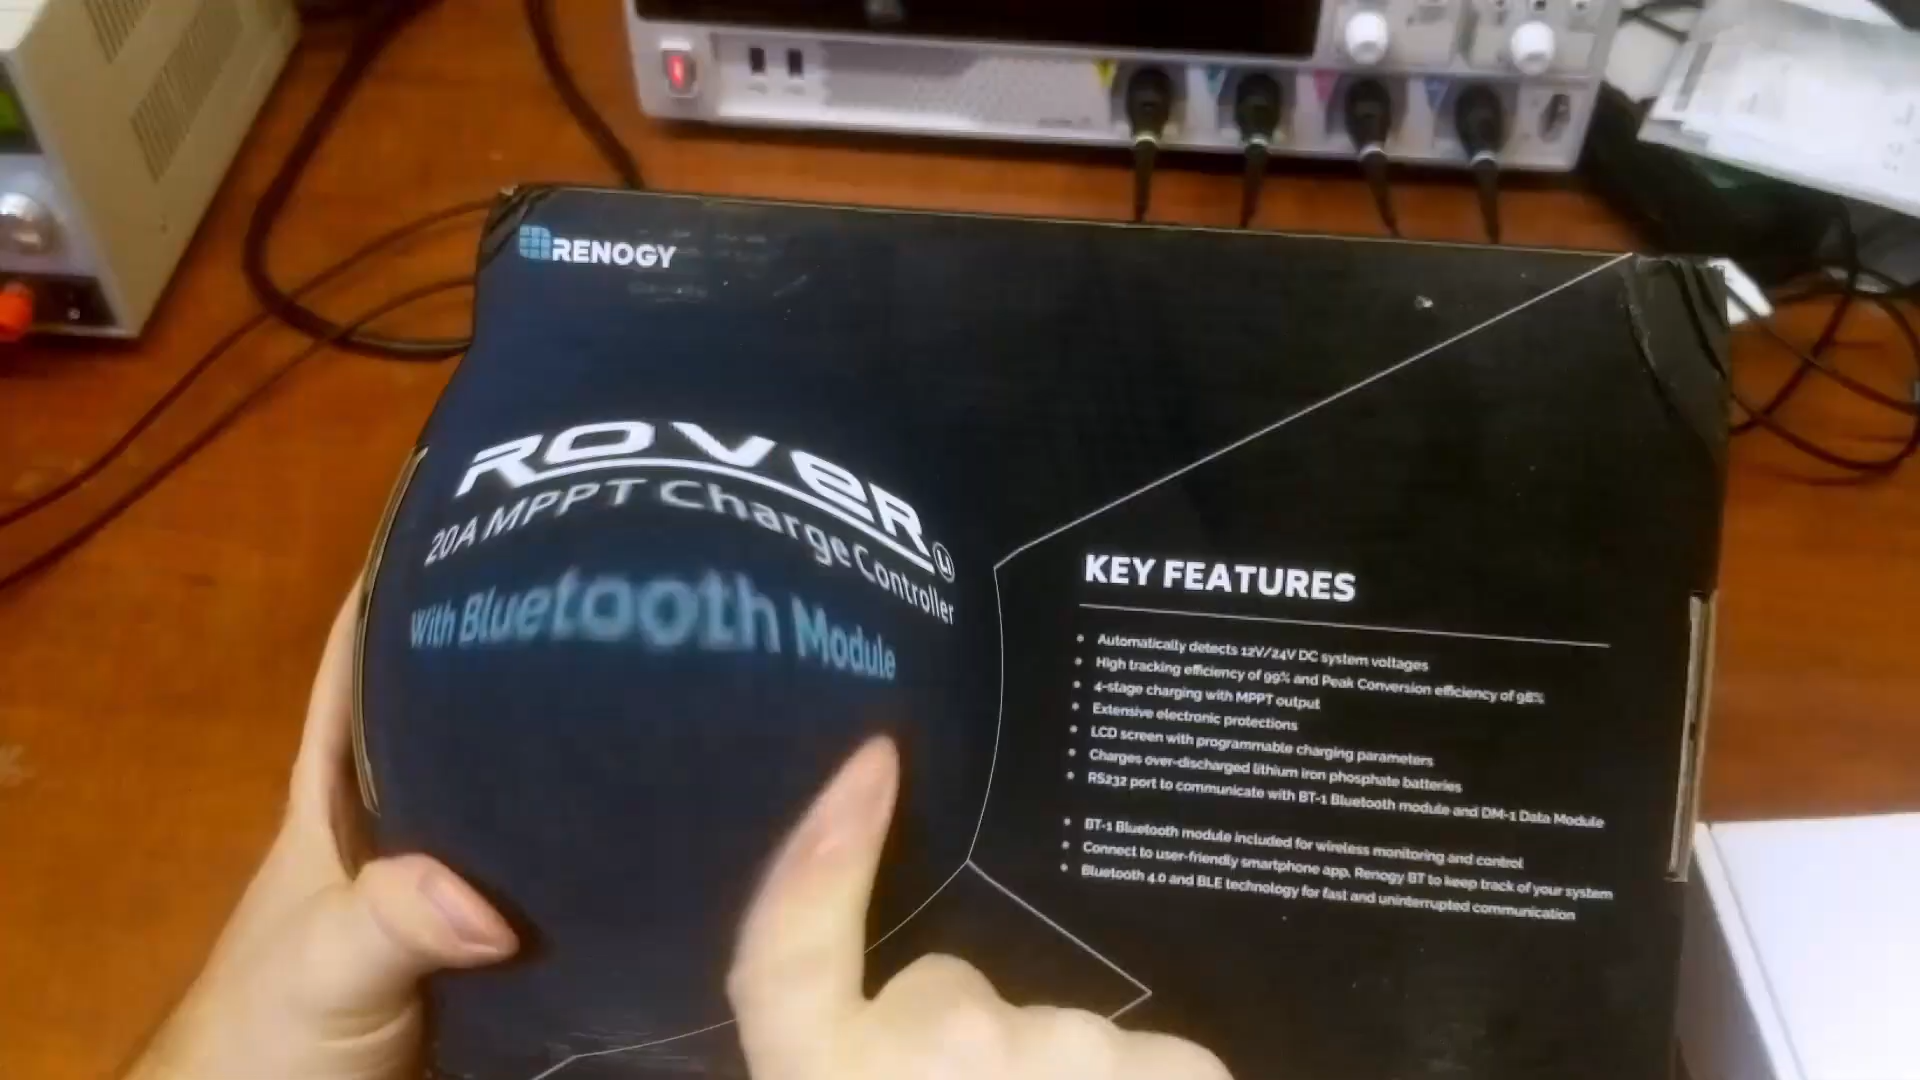 RENOGY
ROVER Li
20A MPPT Charge Controller
With Bluetooth Module
KEY FEATURES
• Automatically detects 12V/24V DC system voltages
• High tracking efficiency of 99% and Peak Conversion efficiency of 98%
• 4-stage charging with MPPT output
• Extensive electronic protections
• LCD screen with programmable charging parameters
• Charges over-discharged lithium iron phosphate batteries
• RS232 port to communicate with BT-1 Bluetooth module and DM-1 Data Module
• BT-1 Bluetooth module included for wireless monitoring and control
• Connect to user-friendly smartphone app, Renogy BT to keep track of your system
• Bluetooth 4.0 and BLE technology for fast and uninterrupted communication